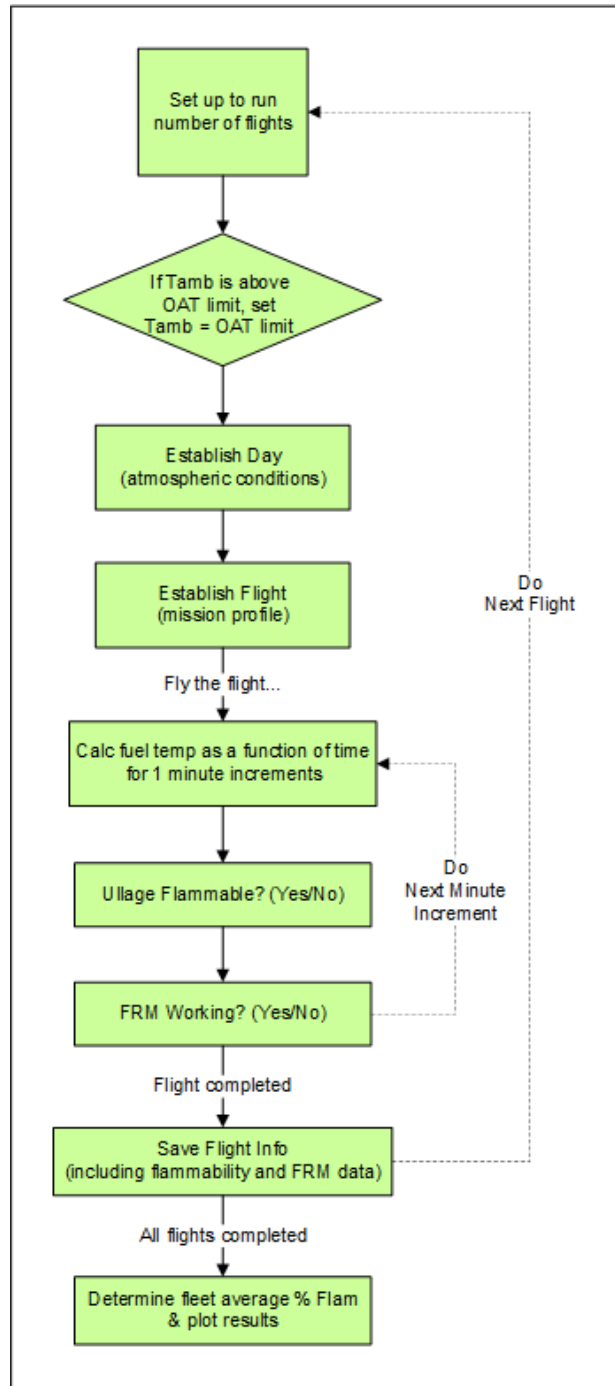 Set up to run
number of flights
If Tamb is above
OAT limit, set
Tamb = OAT limit
Establish Day
(atmospheric conditions)
Establish Flight
(mission profile)
Do
Next Flight
Fly the flight...
Calc fuel temp as a function of time
for 1 minute increments
Do
Next Minute
Increment
Ullage Flammable? (Yes/No)
FRM Working? (Yes/No)
Flight completed
Save Flight Info
(including flammability and FRM data)
All flights completed
Determine fleet average % Flam
& plot results